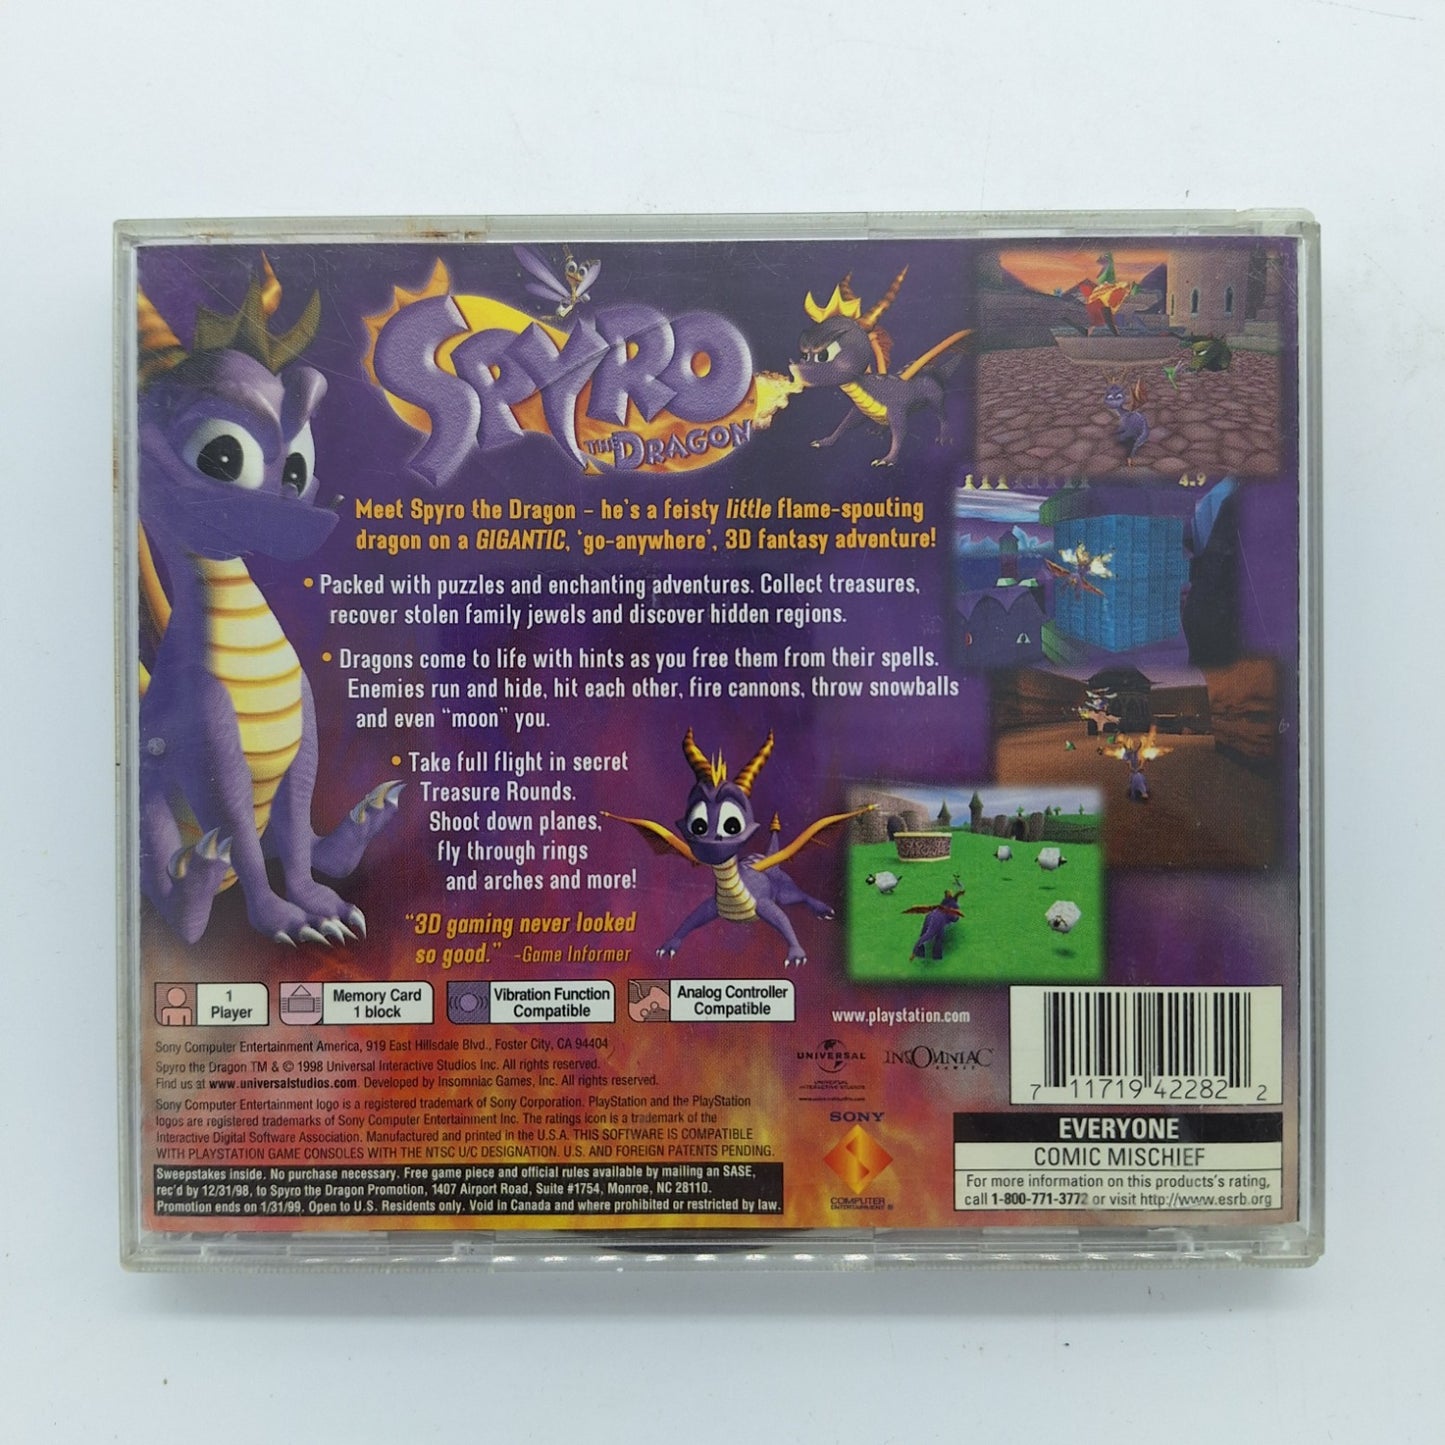 SPYRO
THE DRAGON
Meet Spyro the Dragon – he's a feisty little flame-spouting
dragon on a GIGANTIC, 'go-anywhere', 3D fantasy adventure!
• Packed with puzzles and enchanting adventures. Collect treasures,
recover stolen family jewels and discover hidden regions.
• Dragons come to life with hints as you free them from their spells.
Enemies run and hide, hit each other, fire cannons, throw snowballs
and even "moon" you.
• Take full flight in secret
Treasure Rounds.
Shoot down planes,
fly through rings
and arches and more!
"3D gaming never looked
so good." -Game Informer
4.9
1
Player
Memory Card
1 block
Vibration Function
Compatible
Analog Controller
Compatible
www.playstation.com
Sony Computer Entertainment America, 919 East Hillsdale Blvd., Foster City, CA 94404
Spyro the Dragon TM & © 1998 Universal Interactive Studios Inc. All rights reserved.
Find us at www.universalstudios.com. Developed by Insomniac Games, Inc. All rights reserved.
Sony Computer Entertainment logo is a registered trademark of Sony Corporation. PlayStation and the PlayStation
logos are registered trademarks of Sony Computer Entertainment Inc. The ratings icon is a trademark of the
Interactive Digital Software Association. Manufactured and printed in the U.S.A. THIS SOFTWARE IS COMPATIBLE
WITH PLAYSTATION GAME CONSOLES WITH THE NTSC U/C DESIGNATION. U.S. AND FOREIGN PATENTS PENDING.
Sweepstakes inside. No purchase necessary. Free game piece and official rules available by mailing an SASE,
rec'd by 12/31/98, to Spyro the Dragon Promotion, 1407 Airport Road, Suite #1754, Monroe, NC 28110.
Promotion ends on 1/31/99. Open to U.S. Residents only. Void in Canada and where prohibited or restricted by law.
UNIVERSAL
UNIVERSAL
INTERACTIVE STUDIOS
www.universalstudios.com
INSOMNIAC
GAMES
SONY
COMPUTER
ENTERTAINMENT ®
7 11719 42282 2
EVERYONE
COMIC MISCHIEF
For more information on this products's rating,
call 1-800-771-3772 or visit http://www.esrb.org